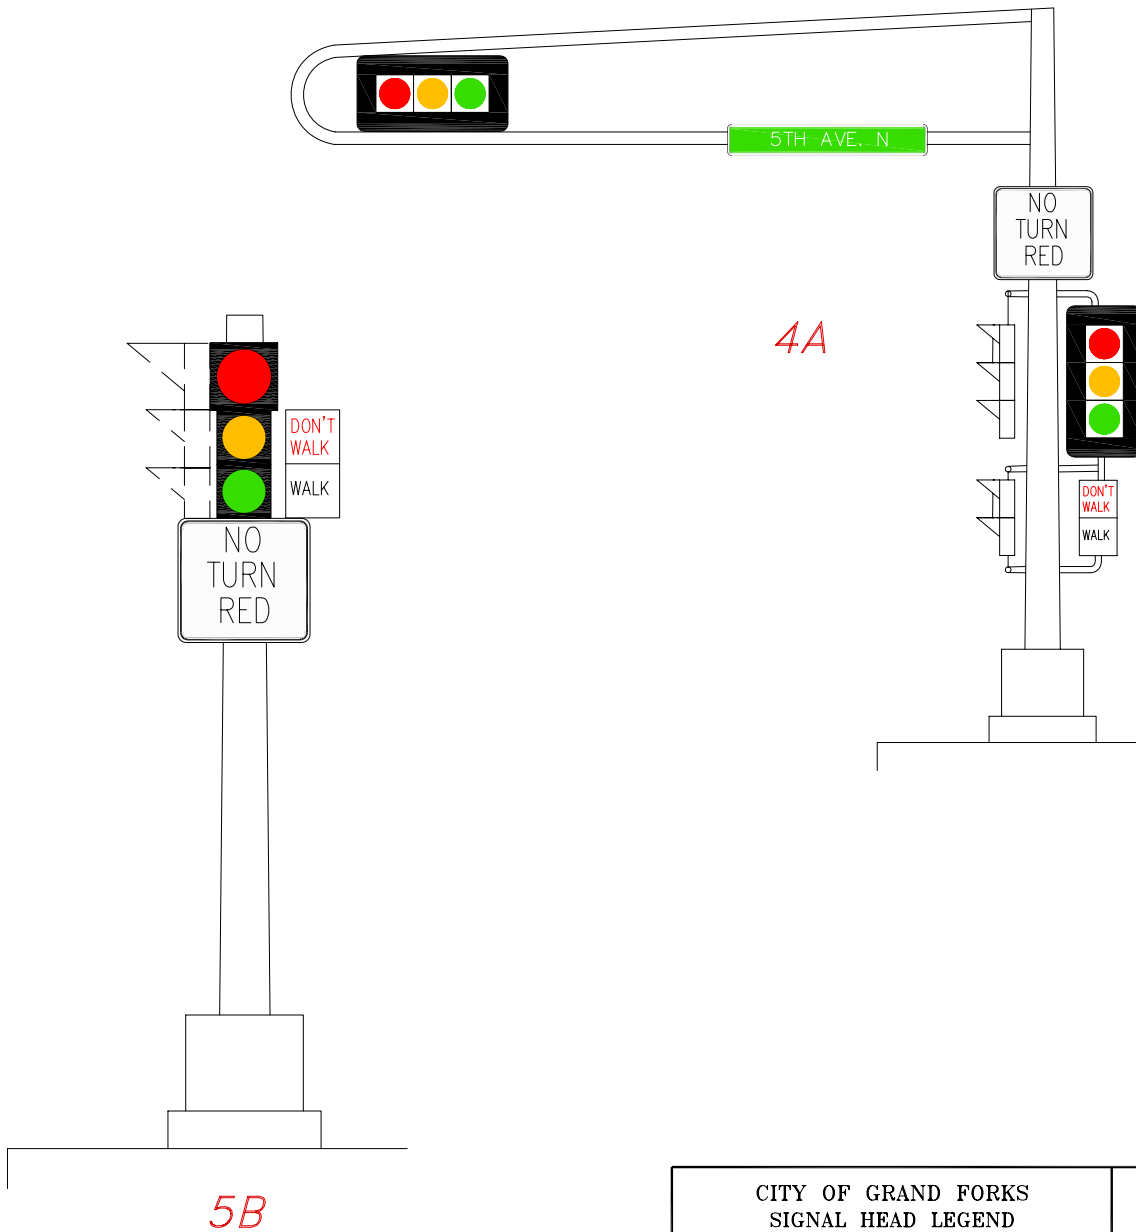 5TH AVE. N
NO
TURN
RED
4A
DON'T
WALK
WALK
NO
TURN
RED
DON'T
WALK
WALK
5B
CITY OF GRAND FORKS
SIGNAL HEAD LEGEND